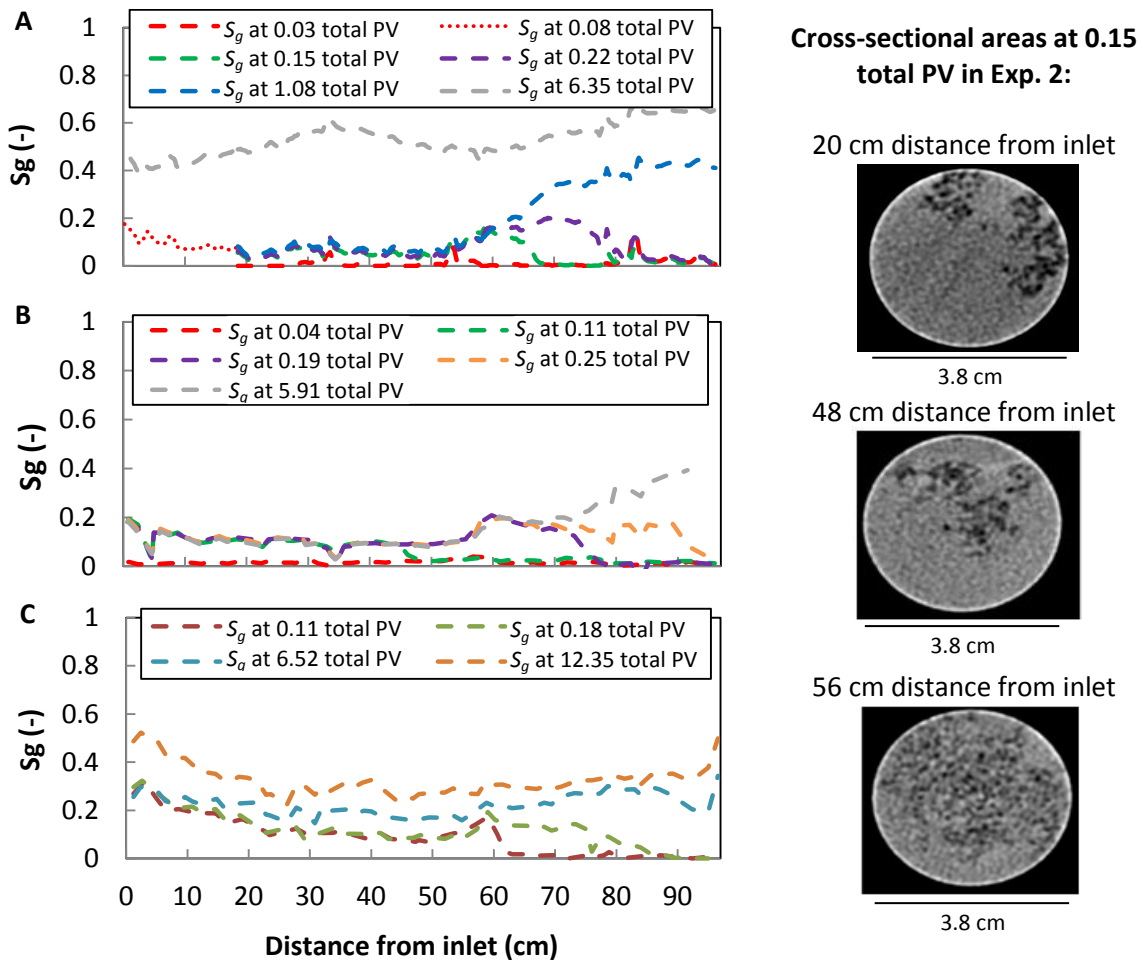 A
Sg at 0.03 total PV
Sg at 0.08 total PV
Sg at 0.15 total PV
Sg at 0.22 total PV
Sg at 1.08 total PV
Sg at 6.35 total PV
1
0.8
0.6
0.4
0.2
0
Sg (-)
B
Sg at 0.04 total PV
Sg at 0.11 total PV
Sg at 0.19 total PV
Sg at 0.25 total PV
Sg at 5.91 total PV
1
0.8
0.6
0.4
0.2
0
Sg (-)
C
Sg at 0.11 total PV
Sg at 0.18 total PV
Sg at 6.52 total PV
Sg at 12.35 total PV
1
0.8
0.6
0.4
0.2
0
Sg (-)
0 10 20 30 40 50 60 70 80 90
Distance from inlet (cm)
Cross-sectional areas at 0.15
total PV in Exp. 2:
20 cm distance from inlet
3.8 cm
48 cm distance from inlet
3.8 cm
56 cm distance from inlet
3.8 cm